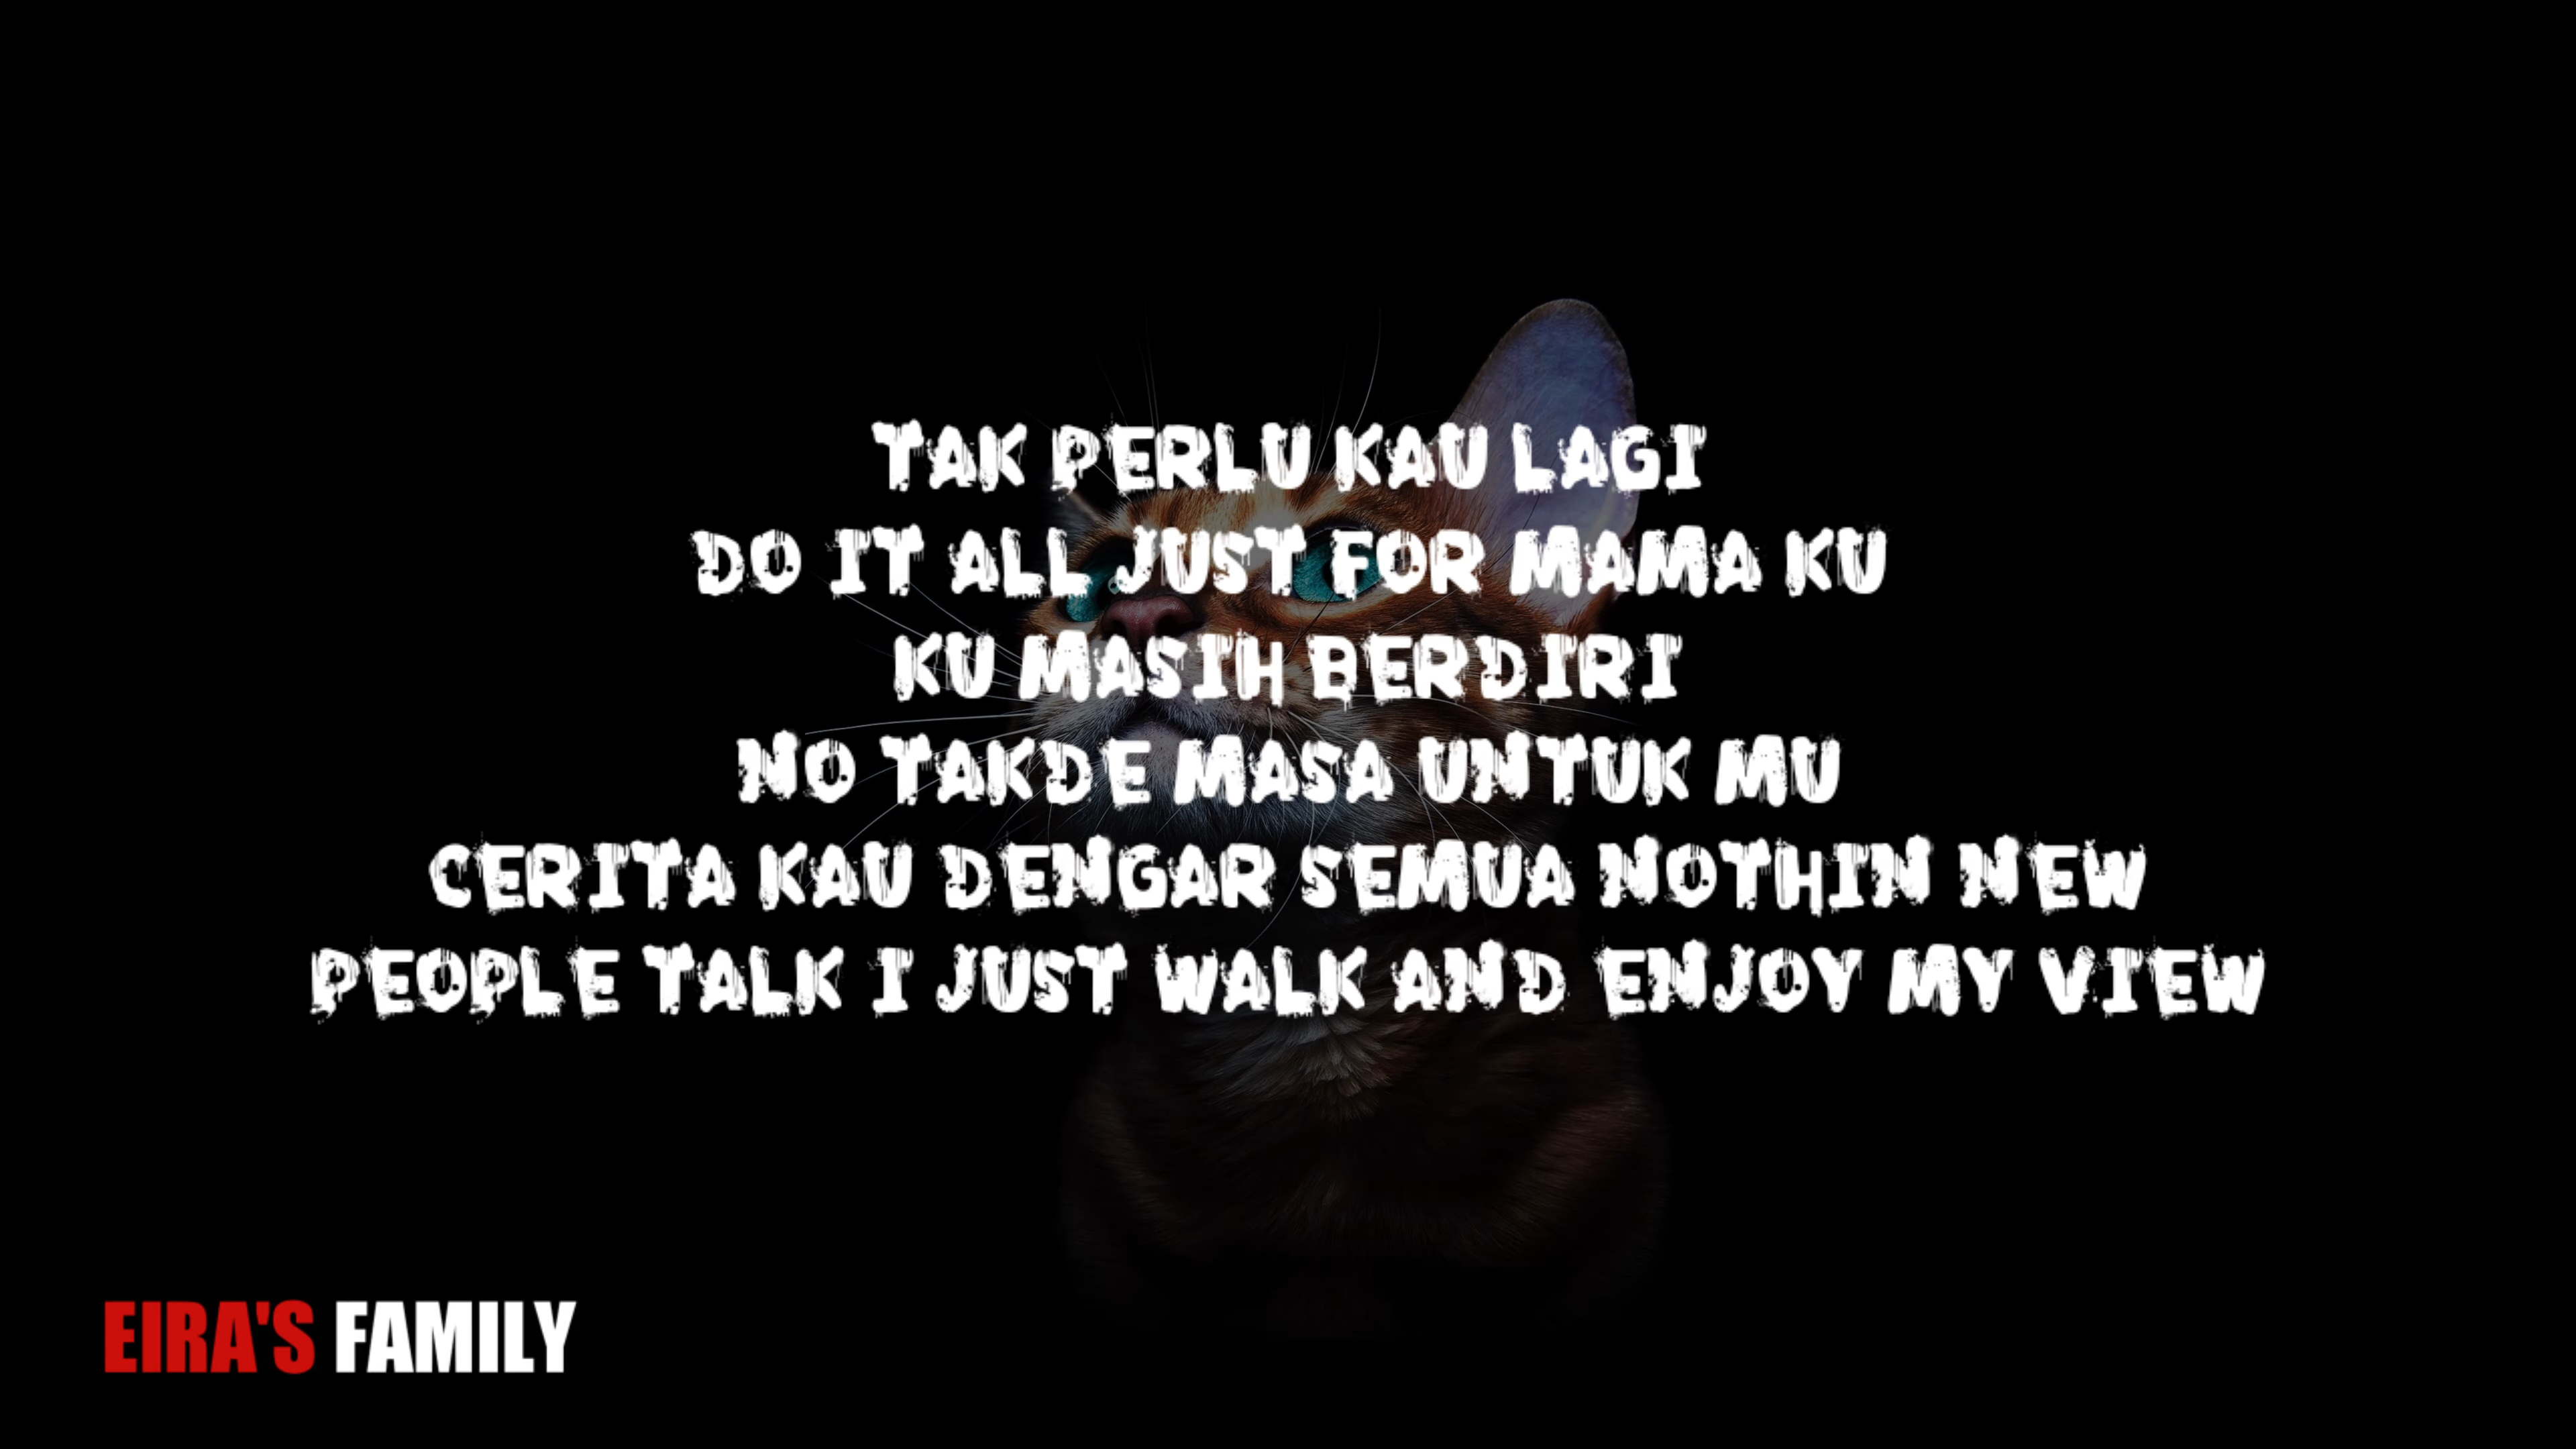 TAK PERLU KAU LAGI
DO IT ALL JUST FOR MAMA KU
KU MASIH BERDIRI
NO TAKDE MASA UNTUK MU
CERITA KAU DENGAR SEMUA NOTHIN NEW
PEOPLE TALK I JUST WALK AND ENJOY MY VIEW
EIRA'S FAMILY